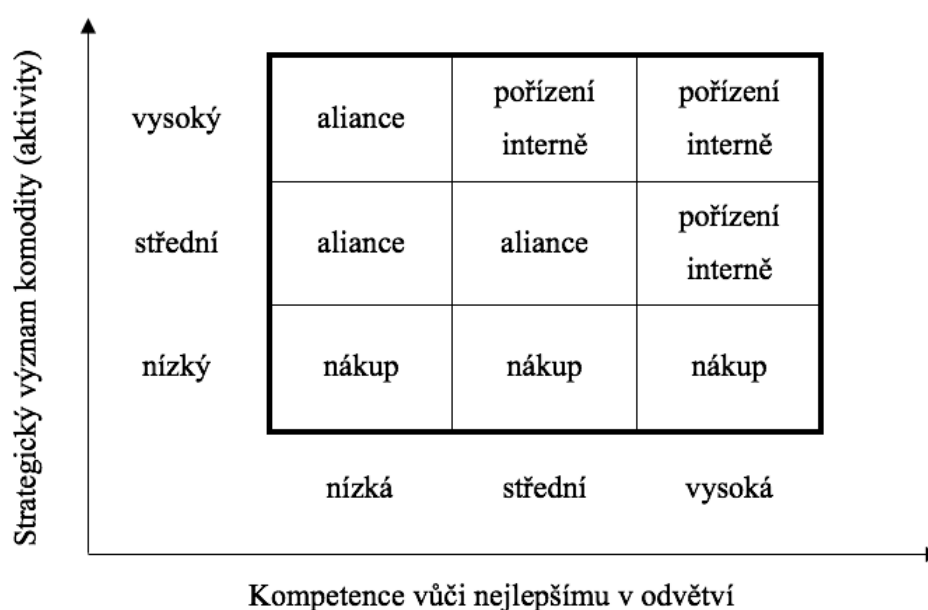 Strategický význam komodity (aktivity)
vysoký
aliance
pořízení
interně
pořízení
interně
střední
aliance
aliance
pořízení
interně
nízký
nákup
nákup
nákup
nízká
střední
vysoká
Kompetence vůči nejlepšímu v odvětví